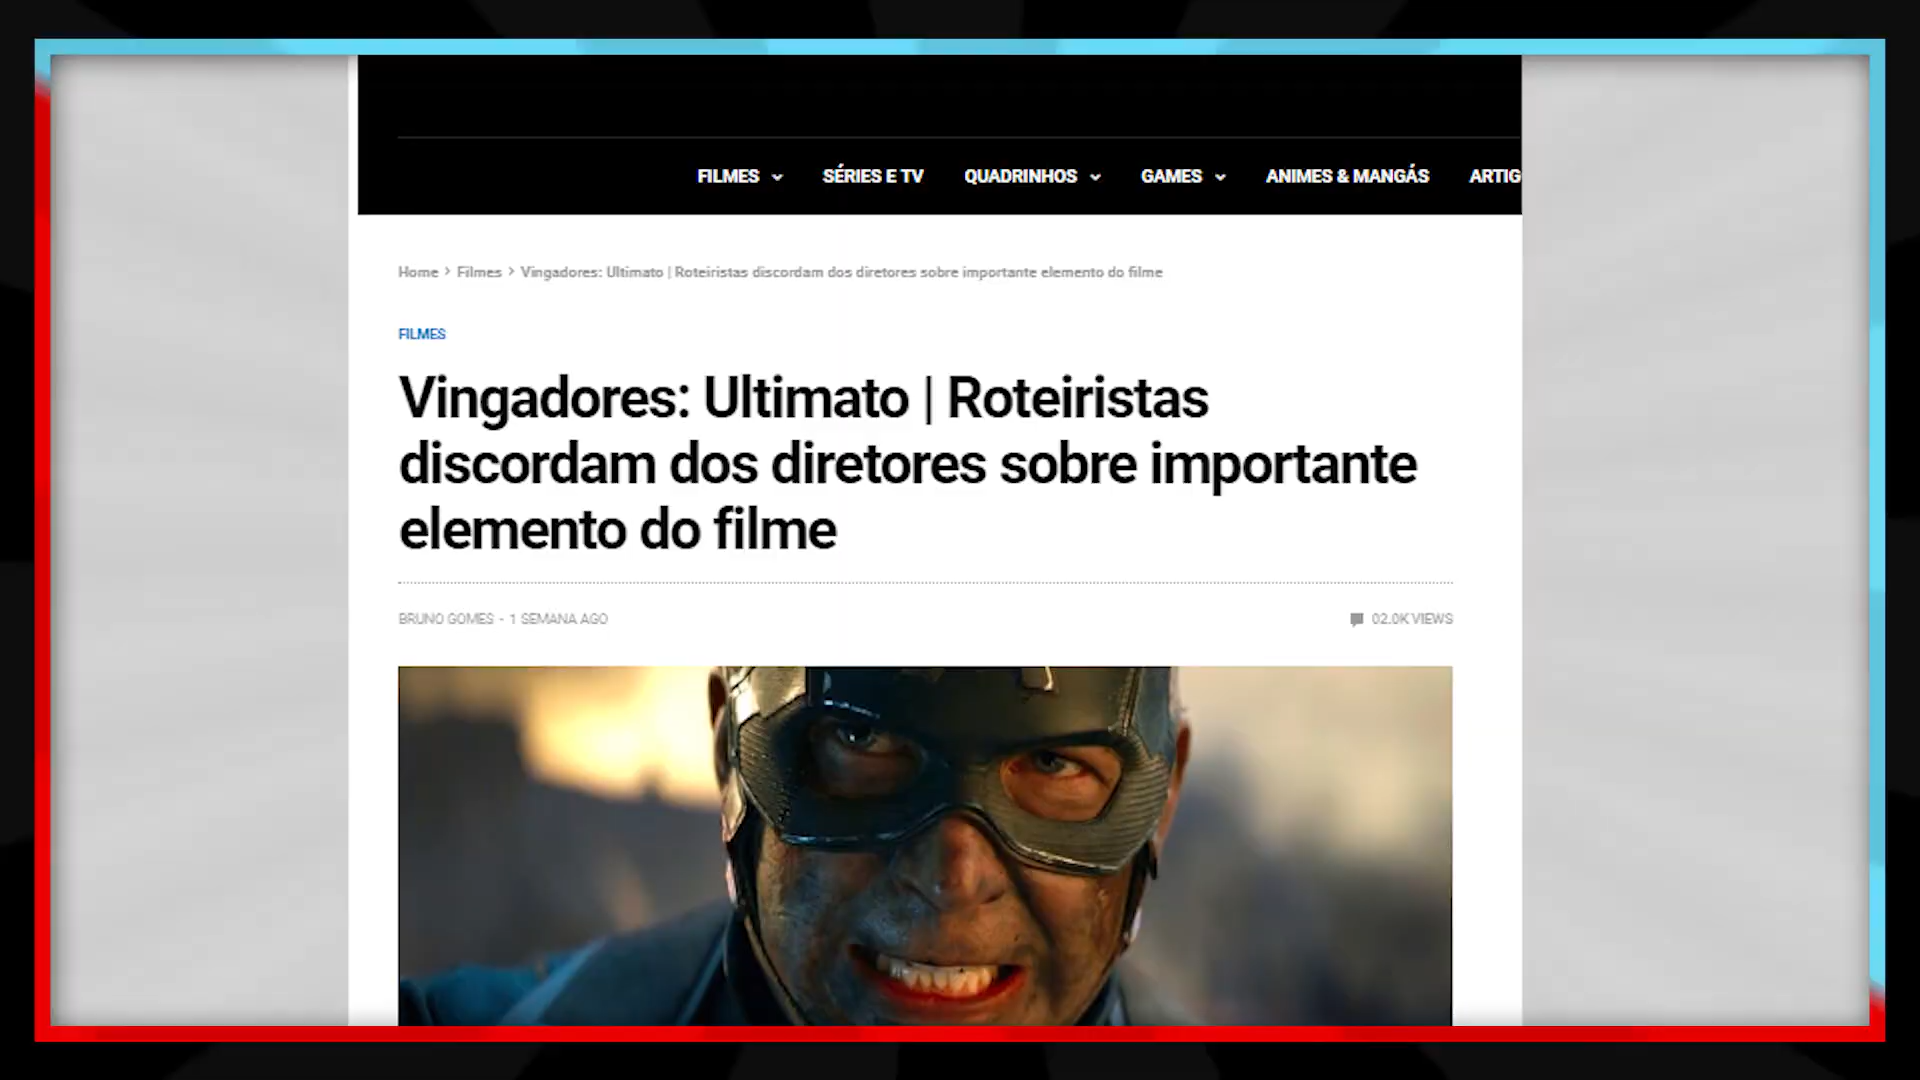 FILMES SÉRIES E TV QUADRINHOS GAMES ANIMES & MANGÁS ARTIG
Home > Filmes > Vingadores: Ultimato | Roteiristas discordam dos diretores sobre importante elemento do filme
FILMES
Vingadores: Ultimato | Roteiristas
discordam dos diretores sobre importante
elemento do filme
BRUNO GOMES - 1 SEMANA AGO 02.0K VIEWS